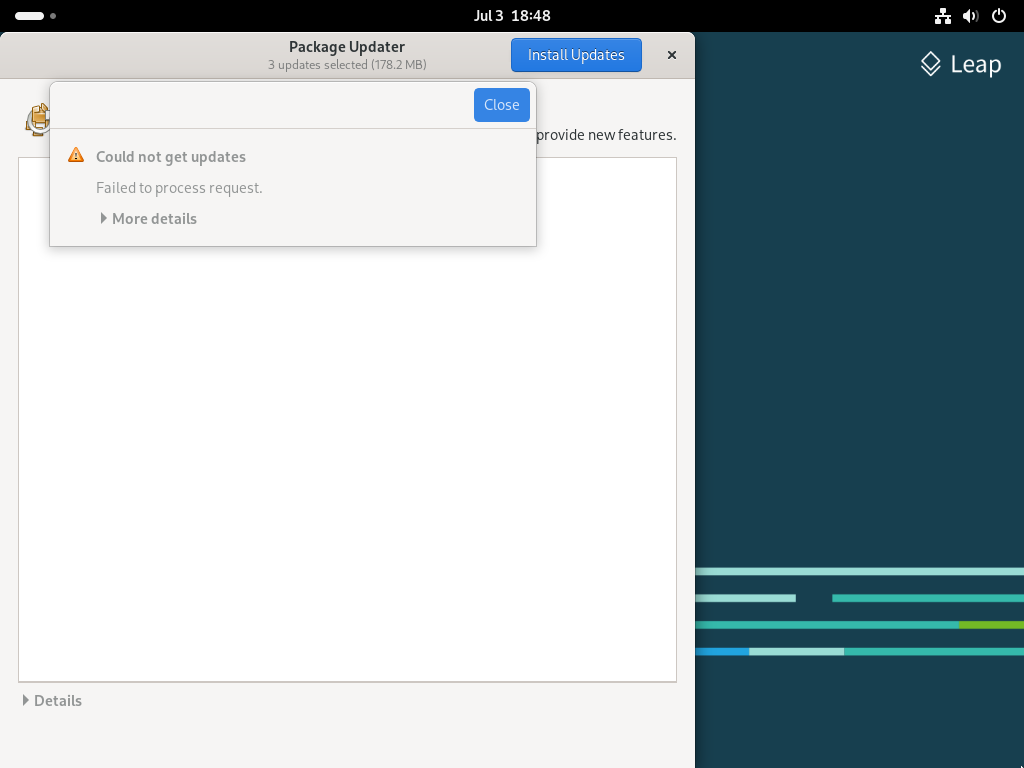 Jul 3 18:48
Package Updater
3 updates selected (178.2 MB)
Install Updates
Leap
Close
provide new features.
Could not get updates
Failed to process request.
More details
Details